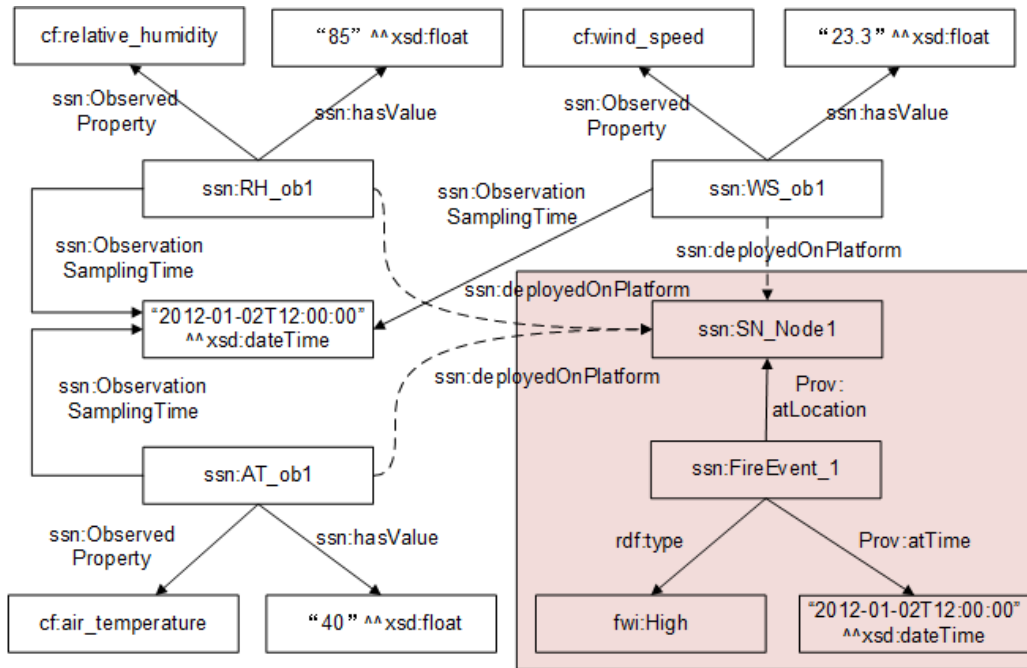 cf:relative_humidity
“85” ^^xsd:float
cf:wind_speed
“23.3” ^^xsd:float
ssn:Observed
Property
ssn:hasValue
ssn:Observed
Property
ssn:hasValue
ssn:RH_ob1
ssn:WS_ob1
ssn:Observation
SamplingTime
ssn:Observation
SamplingTime
ssn:deployedOnPlatform
ssn:deployedOnPlatform
“2012-01-02T12:00:00”
^^xsd:dateTime
ssn:SN_Node1
ssn:Observation
SamplingTime
ssn:deployedOnPlatform
Prov:
atLocation
ssn:AT_ob1
ssn:FireEvent_1
ssn:Observed
Property
ssn:hasValue
rdf:type
Prov:atTime
cf:air_temperature
“40” ^^xsd:float
fwi:High
“2012-01-02T12:00:00”
^^xsd:dateTime